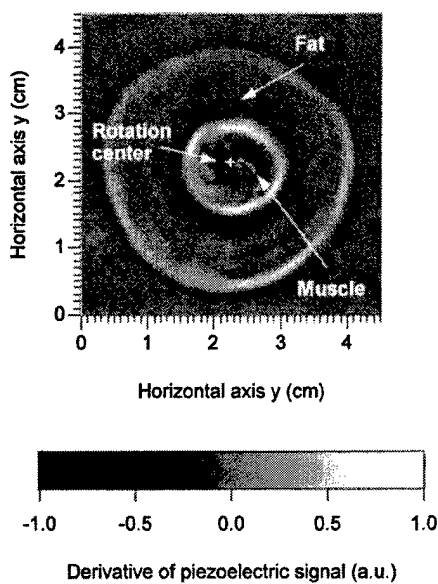 Horizontal axis y (cm)
4
3
2
1
0
Fat
Rotation
center
Muscle
0
1
2
3
4
Horizontal axis y (cm)
-1.0
-0.5
0.0
0.5
1.0
Derivative of piezoelectric signal (a.u.)